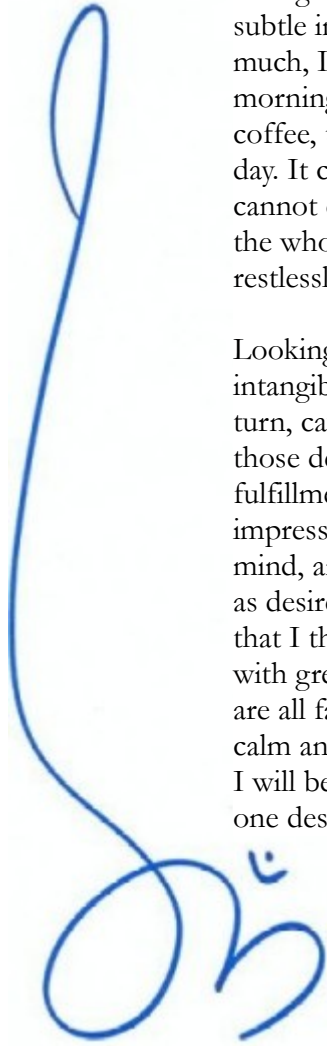 subtle in
much, I
morning
coffee,
day. It c
cannot
the who
restlessl
Looking
intangib
turn, ca
those de
fulfillme
impress
mind, a
as desire
that I th
with gre
are all fa
calm an
I will be
one des